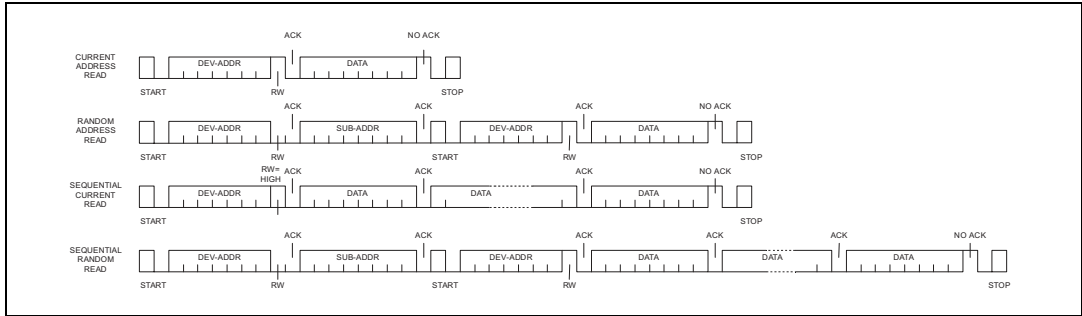 ACK NO ACK
CURRENT
ADDRESS
READ
DEV-ADDR DATA
START RW STOP
ACK ACK ACK NO ACK
RANDOM
ADDRESS
READ
DEV-ADDR SUB-ADDR DEV-ADDR DATA
START RW START RW STOP
RW=
HIGH
ACK ACK ACK NO ACK
SEQUENTIAL
CURRENT
READ
DEV-ADDR DATA DATA DATA
START STOP
ACK ACK ACK ACK ACK NO ACK
SEQUENTIAL
RANDOM
READ
DEV-ADDR SUB-ADDR DEV-ADDR DATA DATA DATA
START RW START RW STOP